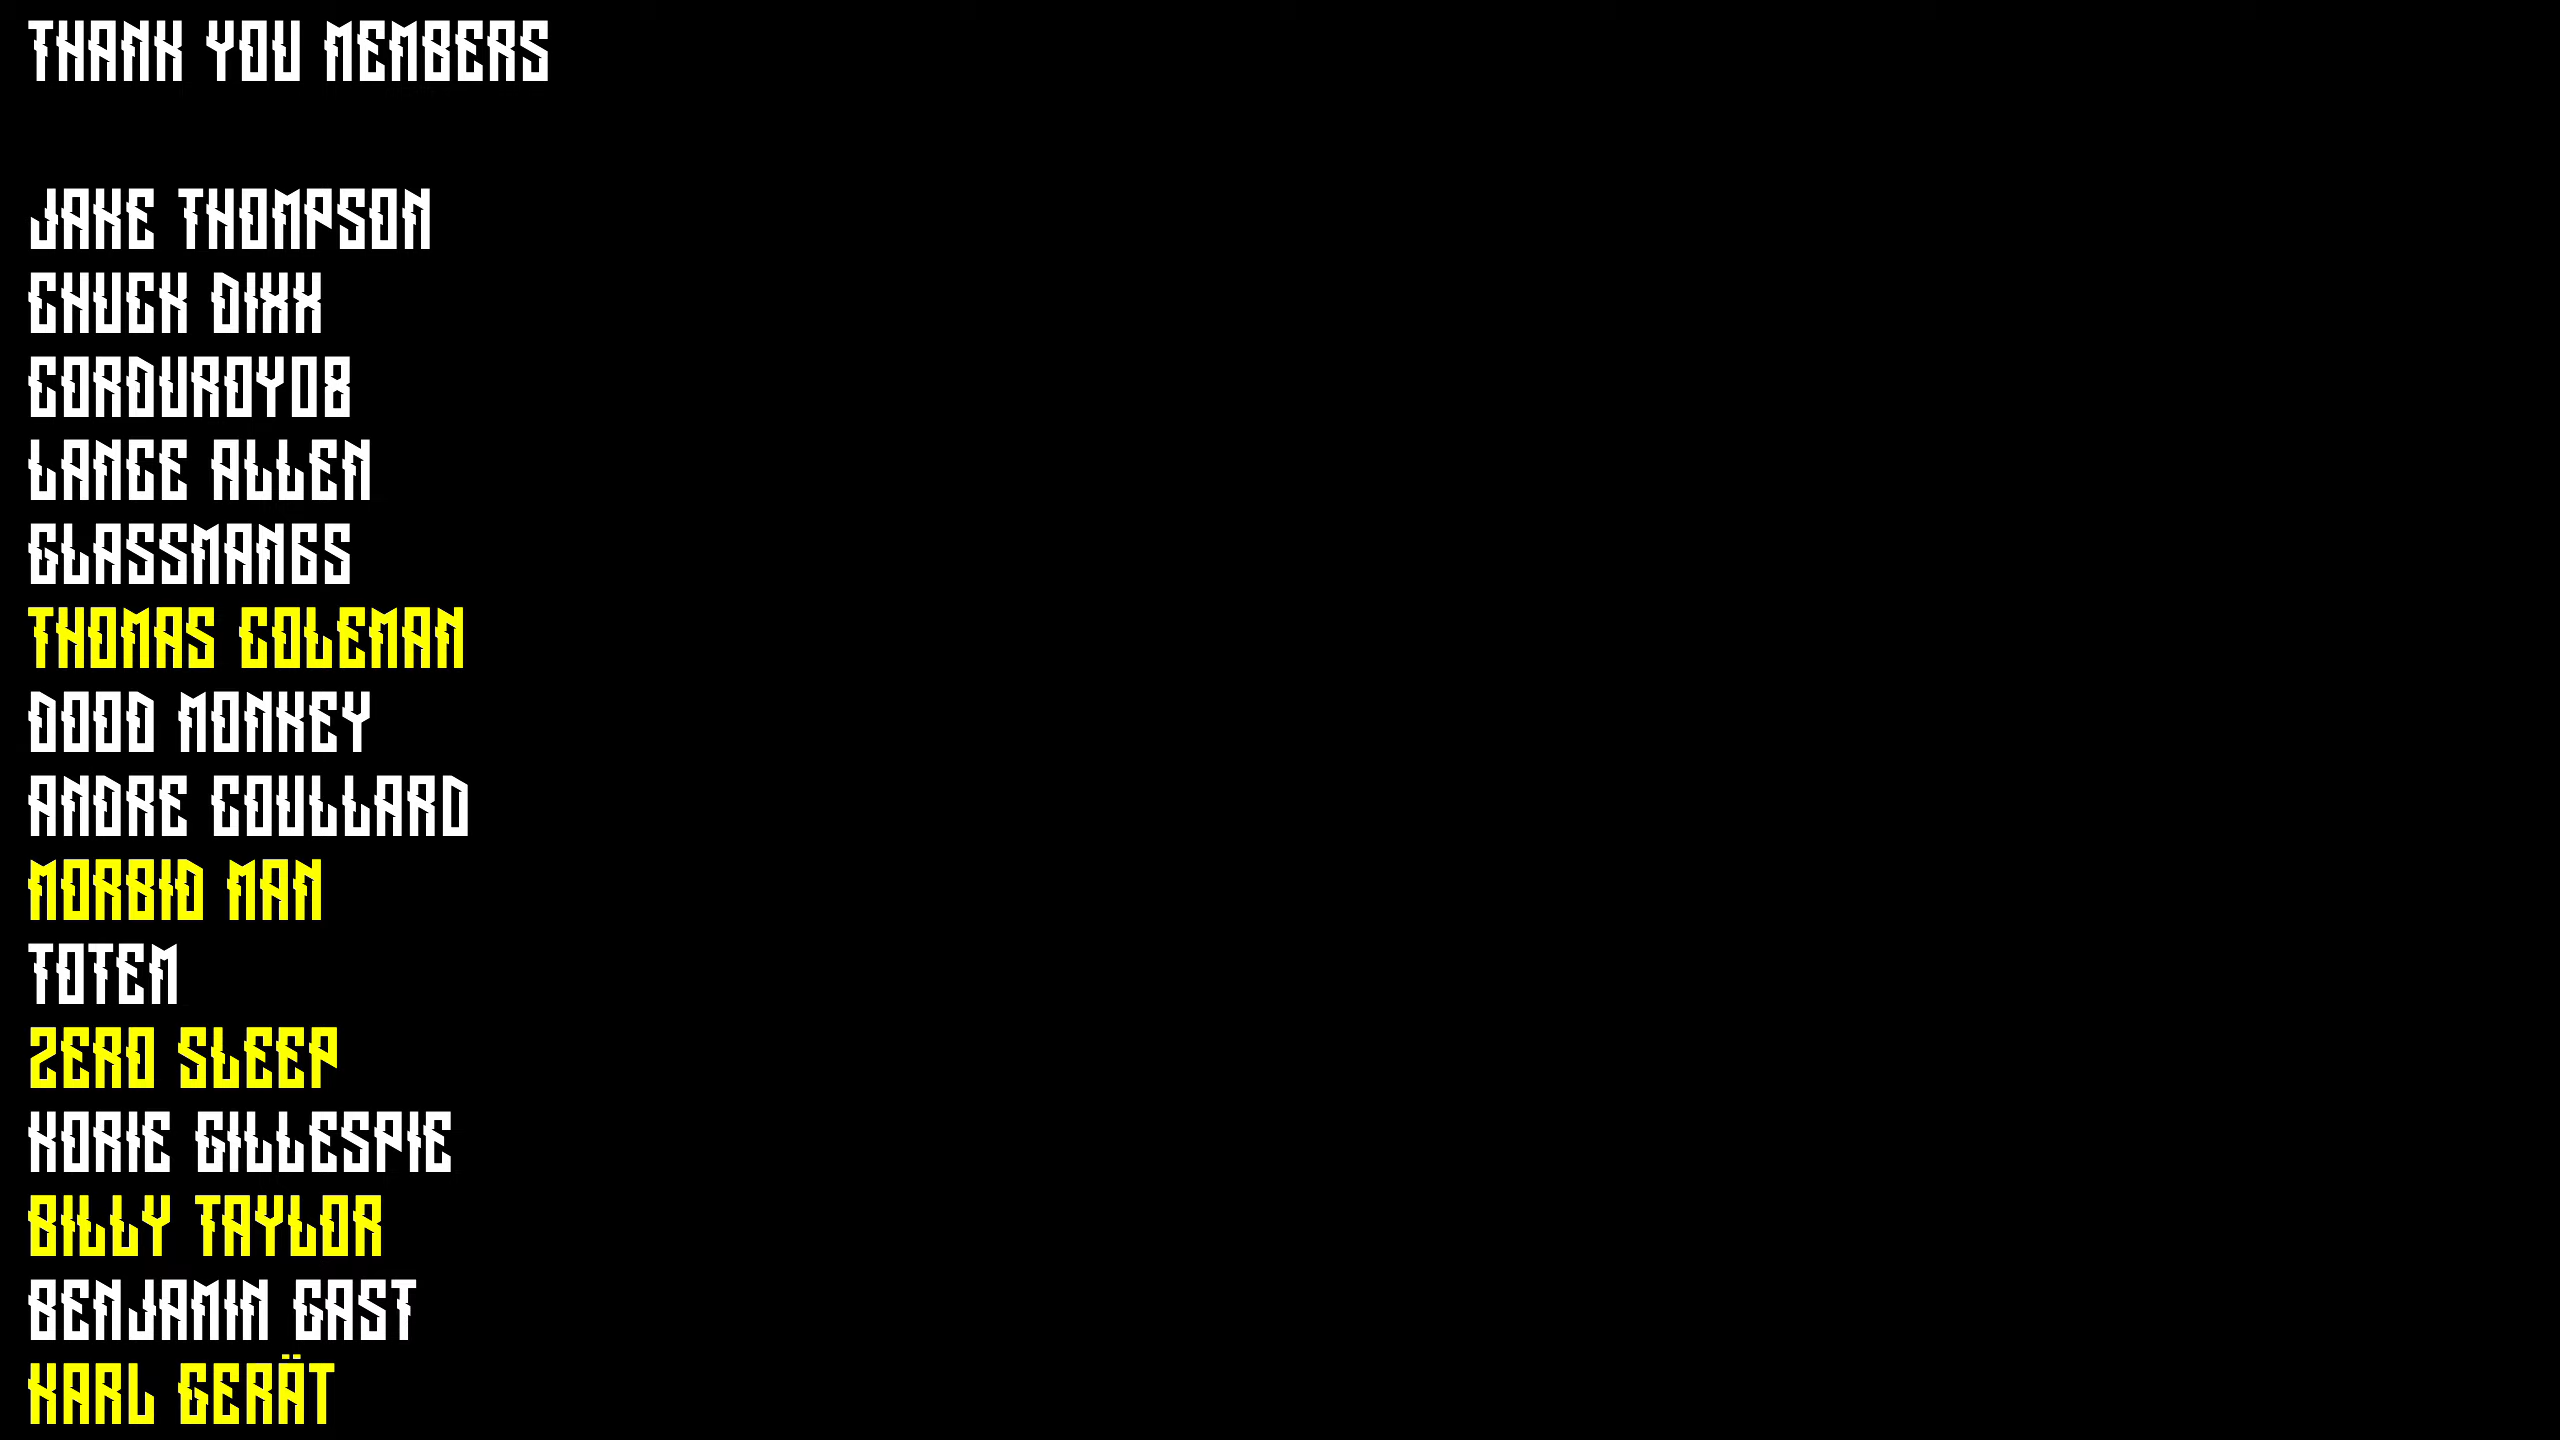 THANK YOU MEMBERS
JAKE THOMPSON
CHUCK DIXX
CORDUROY08
LANCE ALLEN
GLASSMAN65
THOMAS COLEMAN
DOOD MONKEY
ANDRE COULLARD
MORBID MAN
TOTEM
ZERO SLEEP
KORIE GILLESPIE
BILLY TAYLOR
BENJAMIN GAST
KARL GERÄT